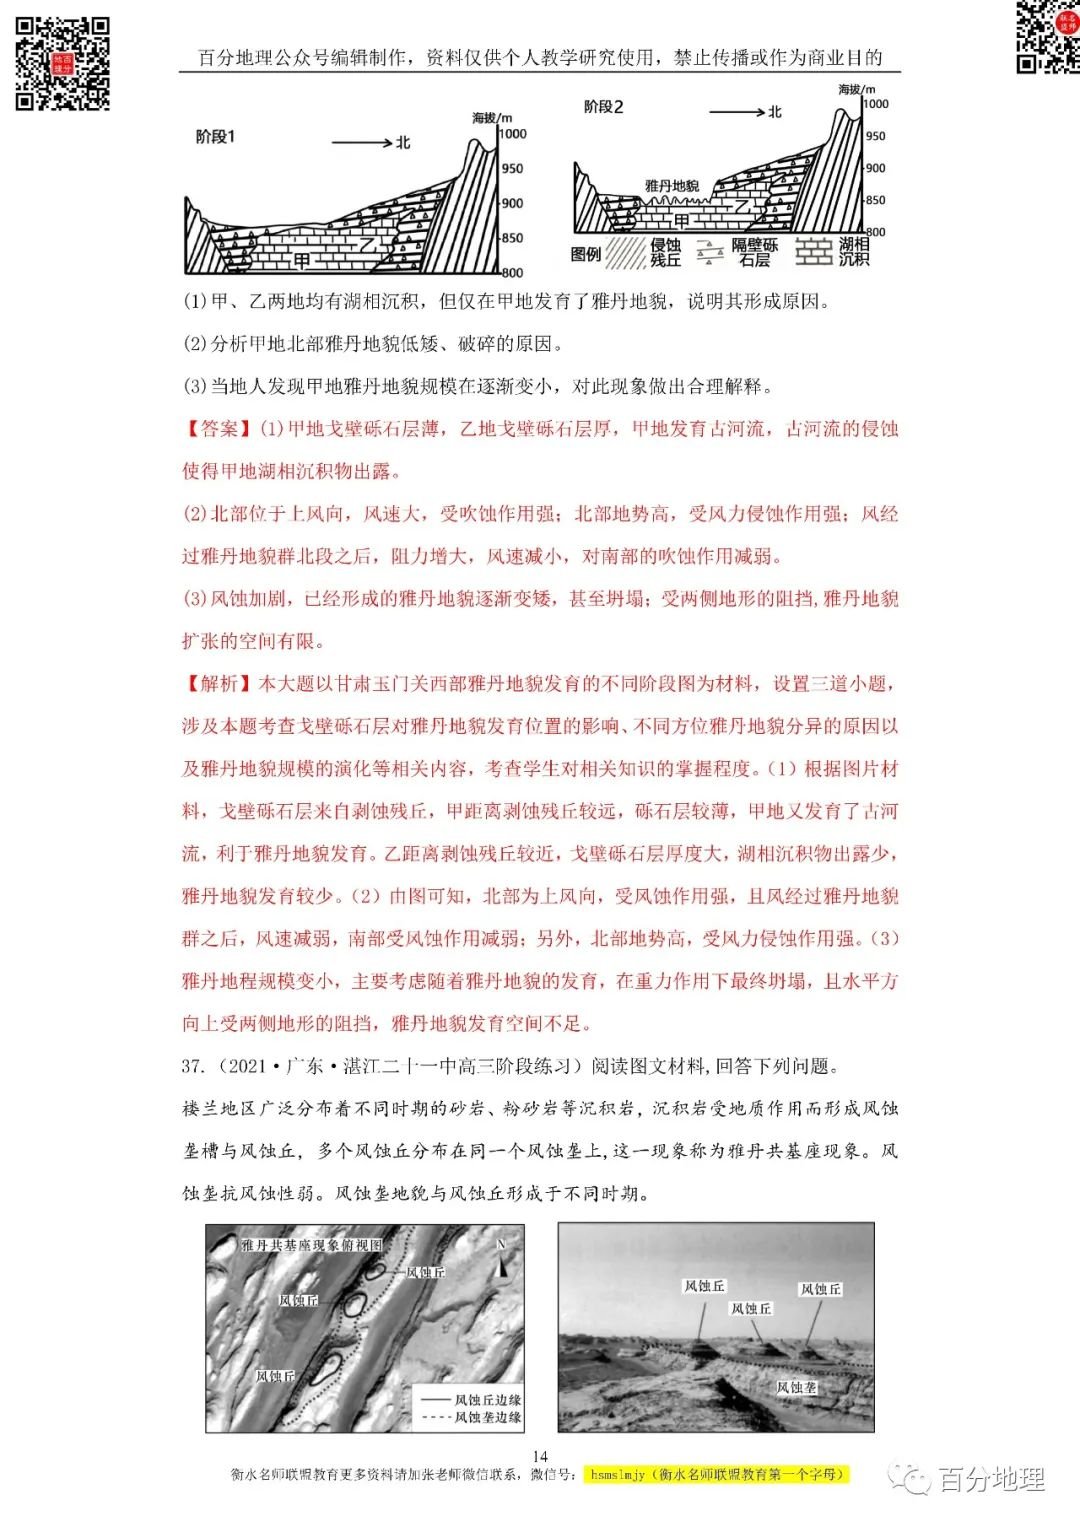 百分地理公众号编辑制作，资料仅供个人教学研究使用，禁止传播或作为商业目的
地百
理分
联名
盟师
阶段1
北
海拔/m
1000
950
900
850
800
甲
乙
阶段2
北
海拔/m
1000
950
900
850
800
雅丹地貌
甲
乙
图例
侵蚀
残丘
隔壁砾
石层
湖相
沉积
(1)甲、乙两地均有湖相沉积，但仅在甲地发育了雅丹地貌，说明其形成原因。
(2)分析甲地北部雅丹地貌低矮、破碎的原因。
(3)当地人发现甲地雅丹地貌规模在逐渐变小，对此现象做出合理解释。
【答案】(1)甲地戈壁砾石层薄，乙地戈壁砾石层厚，甲地发育古河流，古河流的侵蚀
使得甲地湖相沉积物出露。
(2)北部位于上风向，风速大，受吹蚀作用强；北部地势高，受风力侵蚀作用强；风经
过雅丹地貌群北段之后，阻力增大，风速减小，对南部的吹蚀作用减弱。
(3)风蚀加剧，已经形成的雅丹地貌逐渐变矮，甚至坍塌；受两侧地形的阻挡,雅丹地貌
扩张的空间有限。
【解析】本大题以甘肃玉门关西部雅丹地貌发育的不同阶段图为材料，设置三道小题，
涉及本题考查戈壁砾石层对雅丹地貌发育位置的影响、不同方位雅丹地貌分异的原因以
及雅丹地貌规模的演化等相关内容，考查学生对相关知识的掌握程度。（1）根据图片材
料，戈壁砾石层来自剥蚀残丘，甲距离剥蚀残丘较远，砾石层较薄，甲地又发育了古河
流，利于雅丹地貌发育。乙距离剥蚀残丘较近，戈壁砾石层厚度大，湖相沉积物出露少，
雅丹地貌发育较少。（2）由图可知，北部为上风向，受风蚀作用强，且风经过雅丹地貌
群之后，风速减弱，南部受风蚀作用减弱；另外，北部地势高，受风力侵蚀作用强。（3）
雅丹地程规模变小，主要考虑随着雅丹地貌的发育，在重力作用下最终坍塌，且水平方
向上受两侧地形的阻挡，雅丹地貌发育空间不足。
37.（2021·广东·湛江二十一中高三阶段练习）阅读图文材料,回答下列问题。
楼兰地区广泛分布着不同时期的砂岩、粉砂岩等沉积岩，沉积岩受地质作用而形成风蚀
垄槽与风蚀丘，多个风蚀丘分布在同一个风蚀垄上,这一现象称为雅丹共基座现象。风
蚀垄抗风蚀性弱。风蚀垄地貌与风蚀丘形成于不同时期。
雅丹共基座现象俯视图
N
风蚀丘
风蚀丘
风蚀丘
风蚀丘边缘
风蚀垄边缘
风蚀丘
风蚀丘
风蚀丘
风蚀垄
14
衡水名师联盟教育更多资料请加张老师微信联系，微信号： hsmslmjy（衡水名师联盟教育第一个字母）
百分地理